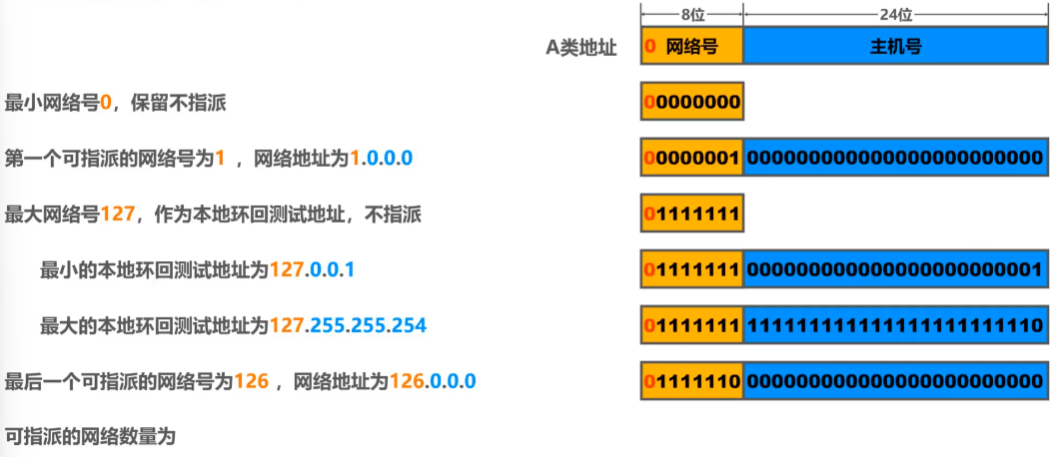 8位 24位
A类地址 0 网络号 主机号
最小网络号0，保留不指派 00000000
第一个可指派的网络号为1 ，网络地址为1.0.0.0 00000001 000000000000000000000000
最大网络号127，作为本地环回测试地址，不指派 01111111
最小的本地环回测试地址为127.0.0.1 01111111 000000000000000000000001
最大的本地环回测试地址为127.255.255.254 01111111 111111111111111111111110
最后一个可指派的网络号为126 ，网络地址为126.0.0.0 01111110 000000000000000000000000
可指派的网络数量为